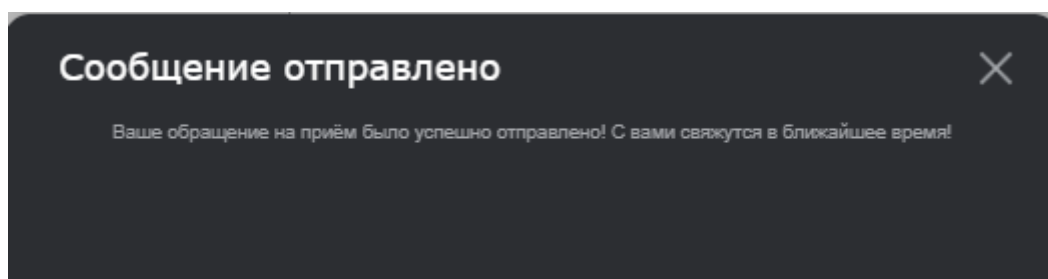 Сообщение отправлено
Ваше обращение на приём было успешно отправлено! С вами свяжутся в ближайшее время!